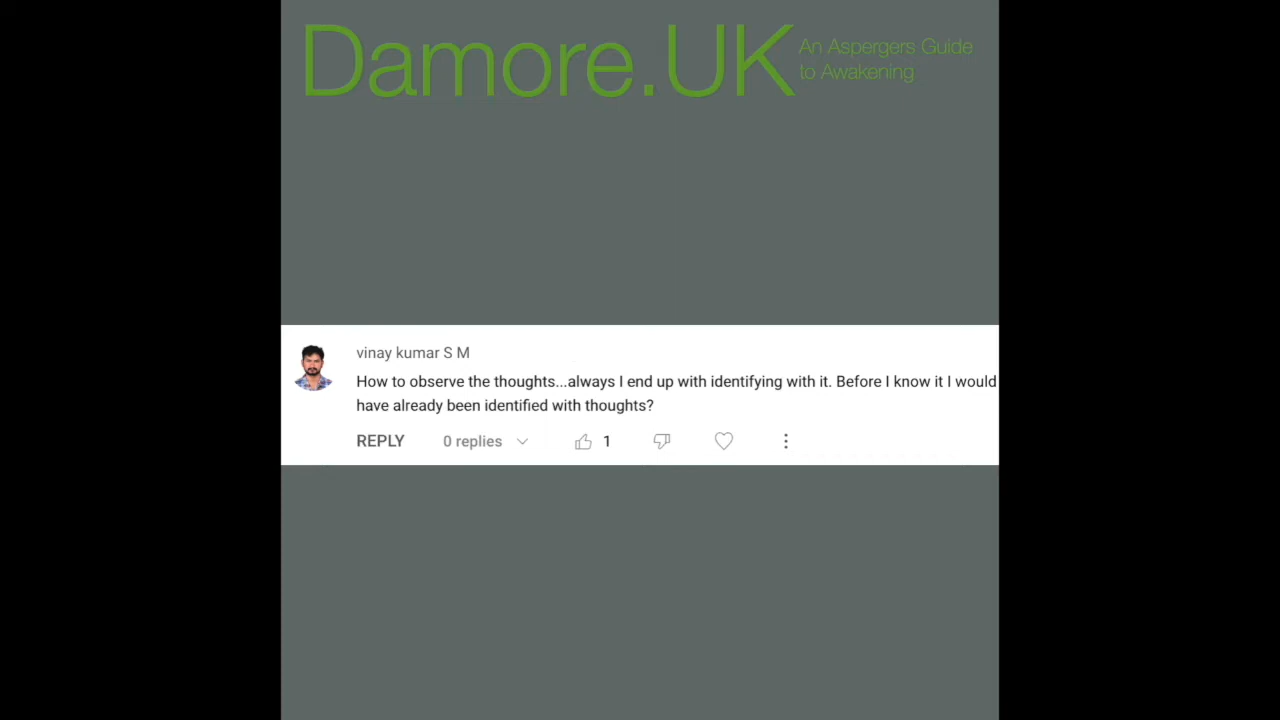 Damore.UK
An Aspergers Guide
to Awakening
vinay kumar S M
How to observe the thoughts...always I end up with identifying with it. Before I know it I would
have already been identified with thoughts?
REPLY 0 replies 1